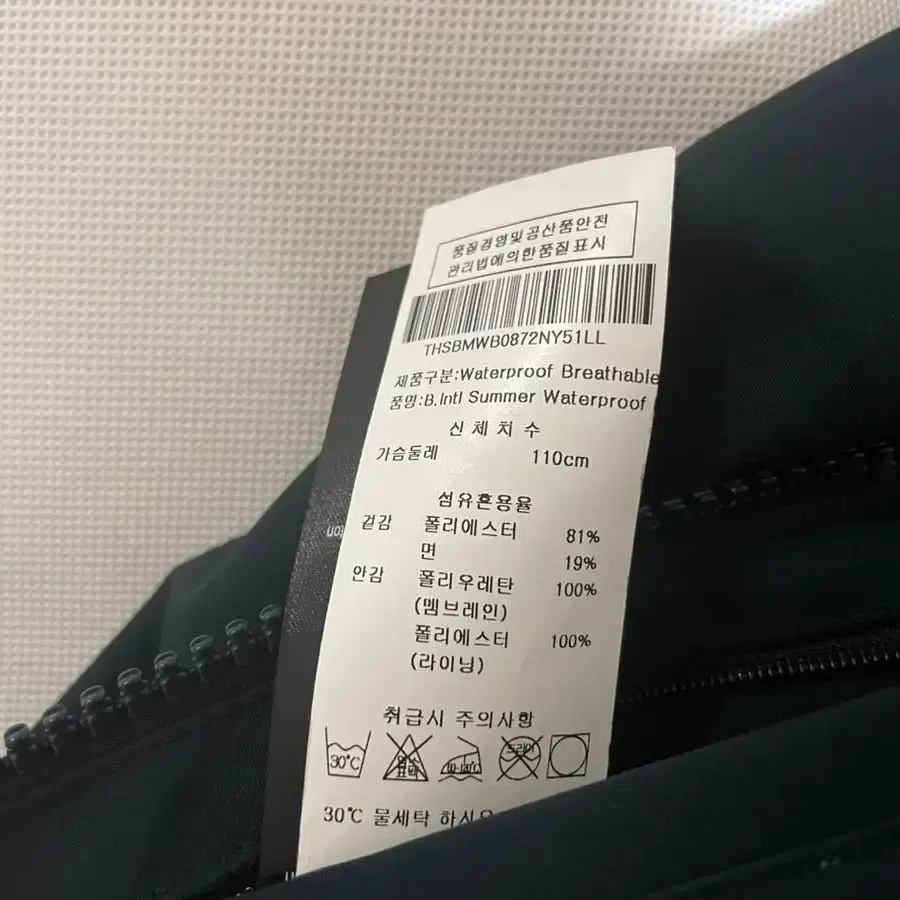 품질경영및공산품안전
관리법에의한품질표시
THSBMWB0872NY51LL
제품구분:Waterproof Breathable
품명:B.Intl Summer Waterproof
신체치수
가슴둘레 110cm
섬유혼용율
겉감 폴리에스터 81%
면 19%
안감 폴리우레탄 100%
(멤브레인)
폴리에스터 100%
(라이닝)
취급시 주의사항
30℃ 드라이
30℃ 물세탁 하시오